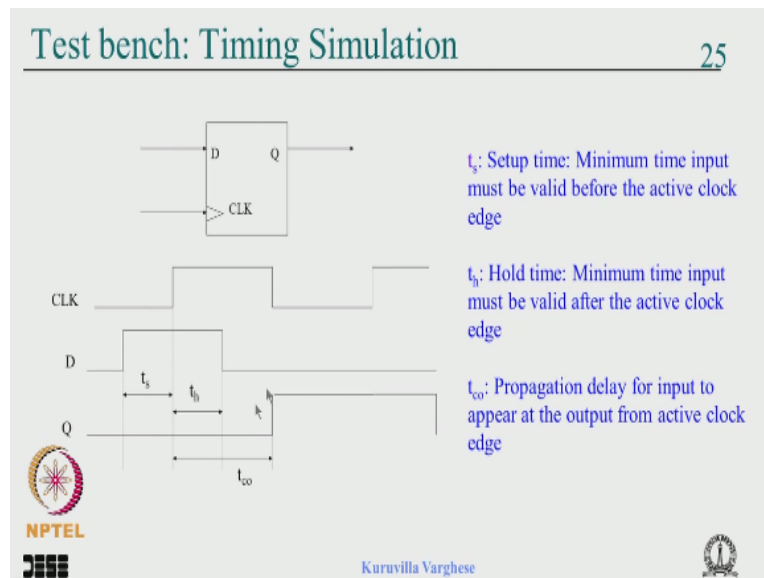 Test bench: Timing Simulation
25
D
Q
CLK
tₛ: Setup time: Minimum time input
must be valid before the active clock
edge
tₕ: Hold time: Minimum time input
must be valid after the active clock
edge
t_co: Propagation delay for input to
appear at the output from active clock
edge
CLK
D
tₛ
tₕ
Q
t_co
NPTEL
Kuruvilla Varghese